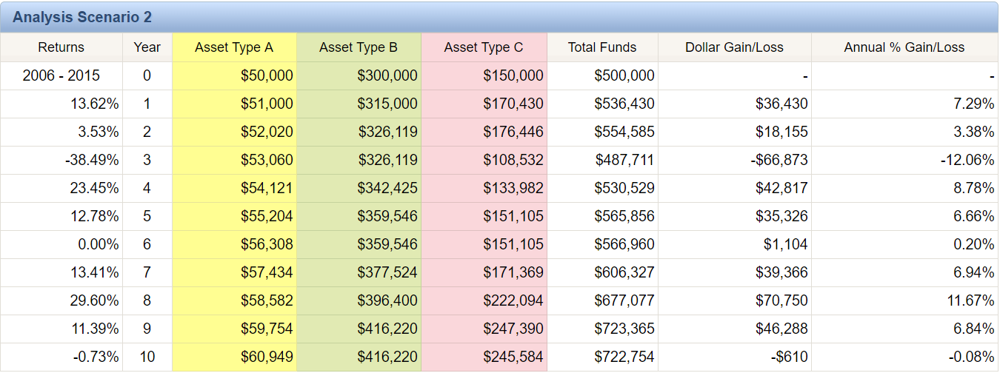 Analysis Scenario 2
Returns Year Asset Type A Asset Type B Asset Type C Total Funds Dollar Gain/Loss Annual % Gain/Loss
2006 - 2015 0 $50,000 $300,000 $150,000 $500,000 - -
13.62% 1 $51,000 $315,000 $170,430 $536,430 $36,430 7.29%
3.53% 2 $52,020 $326,119 $176,446 $554,585 $18,155 3.38%
-38.49% 3 $53,060 $326,119 $108,532 $487,711 -$66,873 -12.06%
23.45% 4 $54,121 $342,425 $133,982 $530,529 $42,817 8.78%
12.78% 5 $55,204 $359,546 $151,105 $565,856 $35,326 6.66%
0.00% 6 $56,308 $359,546 $151,105 $566,960 $1,104 0.20%
13.41% 7 $57,434 $377,524 $171,369 $606,327 $39,366 6.94%
29.60% 8 $58,582 $396,400 $222,094 $677,077 $70,750 11.67%
11.39% 9 $59,754 $416,220 $247,390 $723,365 $46,288 6.84%
-0.73% 10 $60,949 $416,220 $245,584 $722,754 -$610 -0.08%